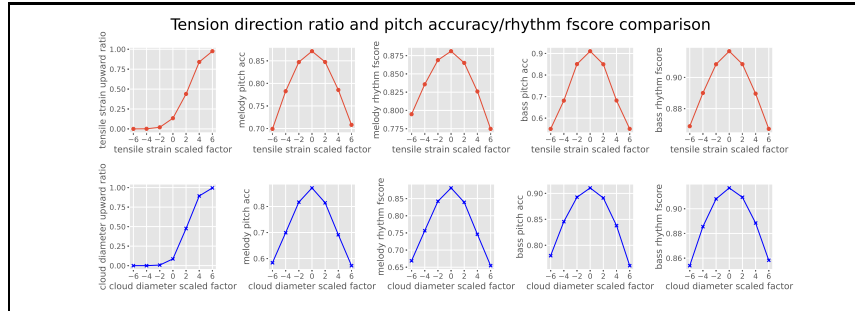 Tension direction ratio and pitch accuracy/rhythm fscore comparison
tensile strain upward ratio
1.00
0.75
0.50
0.25
0.00
−6 −4 −2 0 2 4 6
tensile strain scaled factor
melody pitch acc
0.85
0.80
0.75
0.70
−6 −4 −2 0 2 4 6
tensile strain scaled factor
melody rhythm fscore
0.875
0.850
0.825
0.800
0.775
−6 −4 −2 0 2 4 6
tensile strain scaled factor
bass pitch acc
0.9
0.8
0.7
0.6
−6 −4 −2 0 2 4 6
tensile strain scaled factor
bass rhythm fscore
0.90
0.88
−6 −4 −2 0 2 4 6
tensile strain scaled factor
cloud diameter upward ratio
1.00
0.75
0.50
0.25
0.00
−6 −4 −2 0 2 4 6
cloud diameter scaled factor
melody pitch acc
0.8
0.7
0.6
−6 −4 −2 0 2 4 6
cloud diameter scaled factor
melody rhythm fscore
0.85
0.80
0.75
0.70
0.65
−6 −4 −2 0 2 4 6
cloud diameter scaled factor
bass pitch acc
0.90
0.85
0.80
−6 −4 −2 0 2 4 6
cloud diameter scaled factor
bass rhythm fscore
0.90
0.88
0.86
−6 −4 −2 0 2 4 6
cloud diameter scaled factor